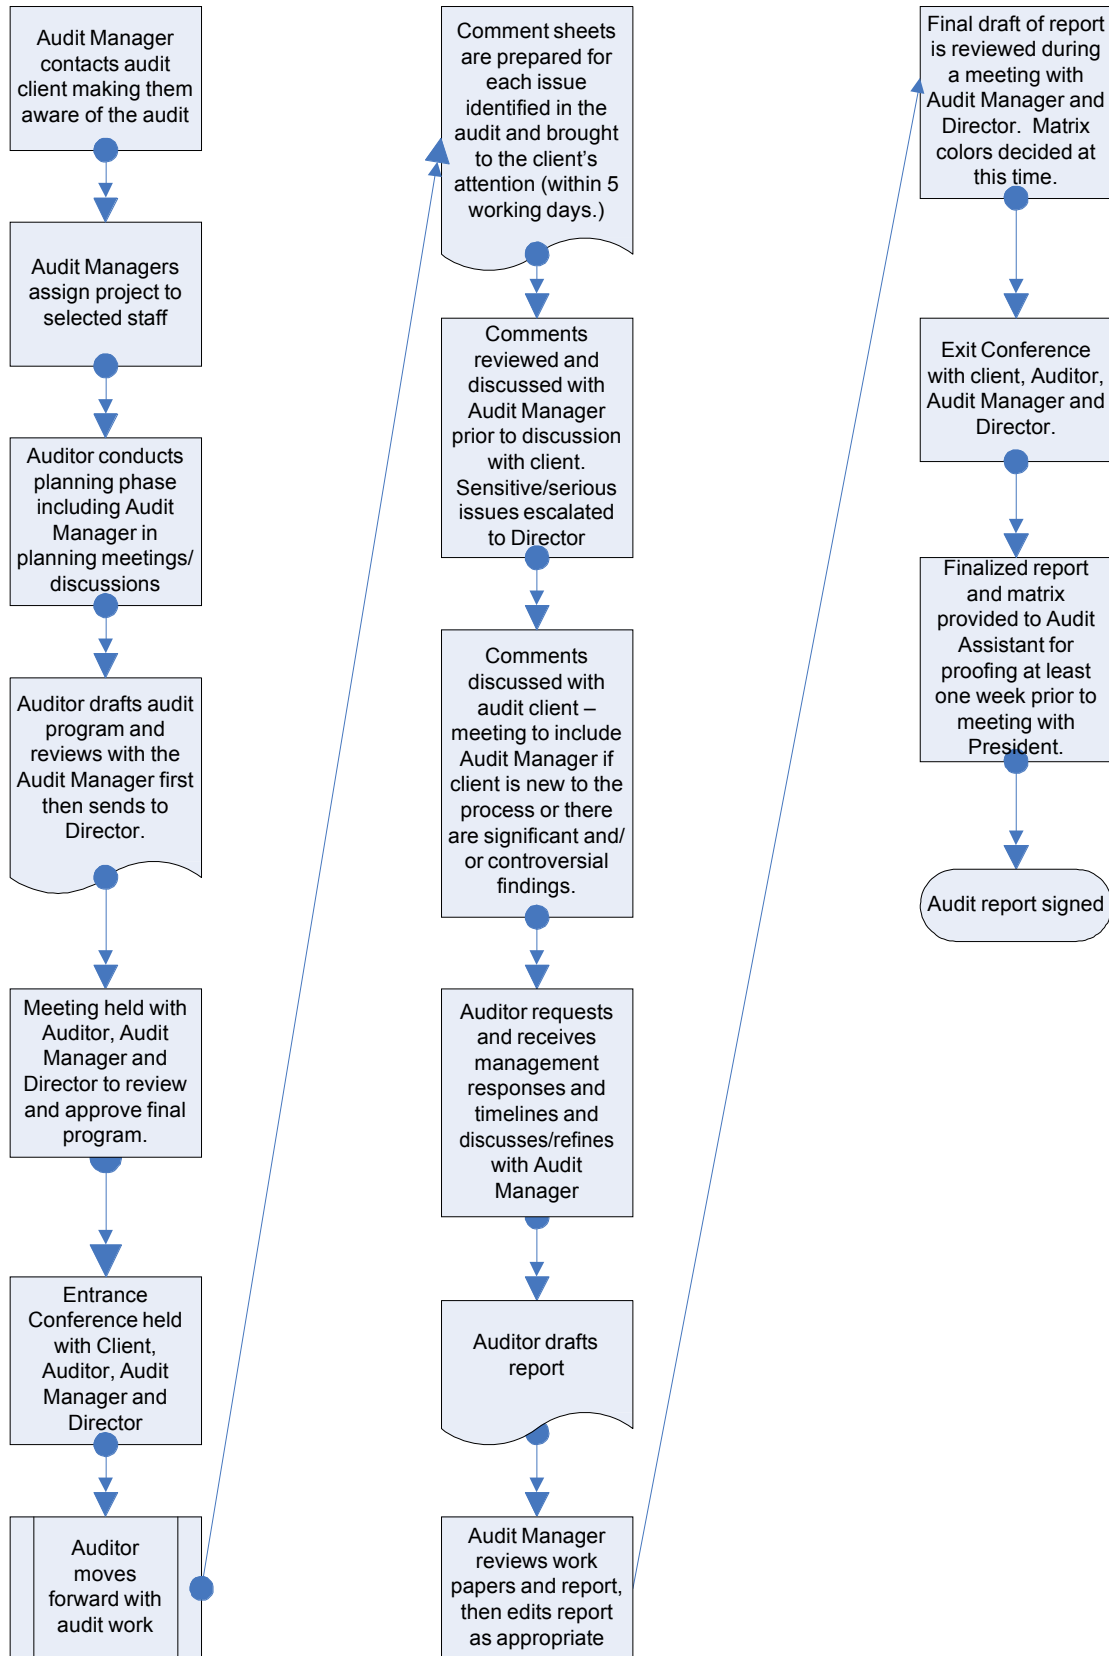 Audit Manager
contacts audit
client making them
aware of the audit
Audit Managers
assign project to
selected staff
Auditor conducts
planning phase
including Audit
Manager in
planning meetings/
discussions
Auditor drafts audit
program and
reviews with the
Audit Manager first
then sends to
Director.
Meeting held with
Auditor, Audit
Manager and
Director to review
and approve final
program.
Entrance
Conference held
with Client,
Auditor, Audit
Manager and
Director
Auditor
moves
forward with
audit work
Comment sheets
are prepared for
each issue
identified in the
audit and brought
to the client’s
attention (within 5
working days.)
Comments
reviewed and
discussed with
Audit Manager
prior to discussion
with client.
Sensitive/serious
issues escalated
to Director
Comments
discussed with
audit client –
meeting to include
Audit Manager if
client is new to the
process or there
are significant and/
or controversial
findings.
Auditor requests
and receives
management
responses and
timelines and
discusses/refines
with Audit
Manager
Auditor drafts
report
Audit Manager
reviews work
papers and report,
then edits report
as appropriate
Final draft of report
is reviewed during
a meeting with
Audit Manager and
Director.  Matrix
colors decided at
this time.
Exit Conference
with client, Auditor,
Audit Manager and
Director.
Finalized report
and matrix
provided to Audit
Assistant for
proofing at least
one week prior to
meeting with
President.
Audit report signed